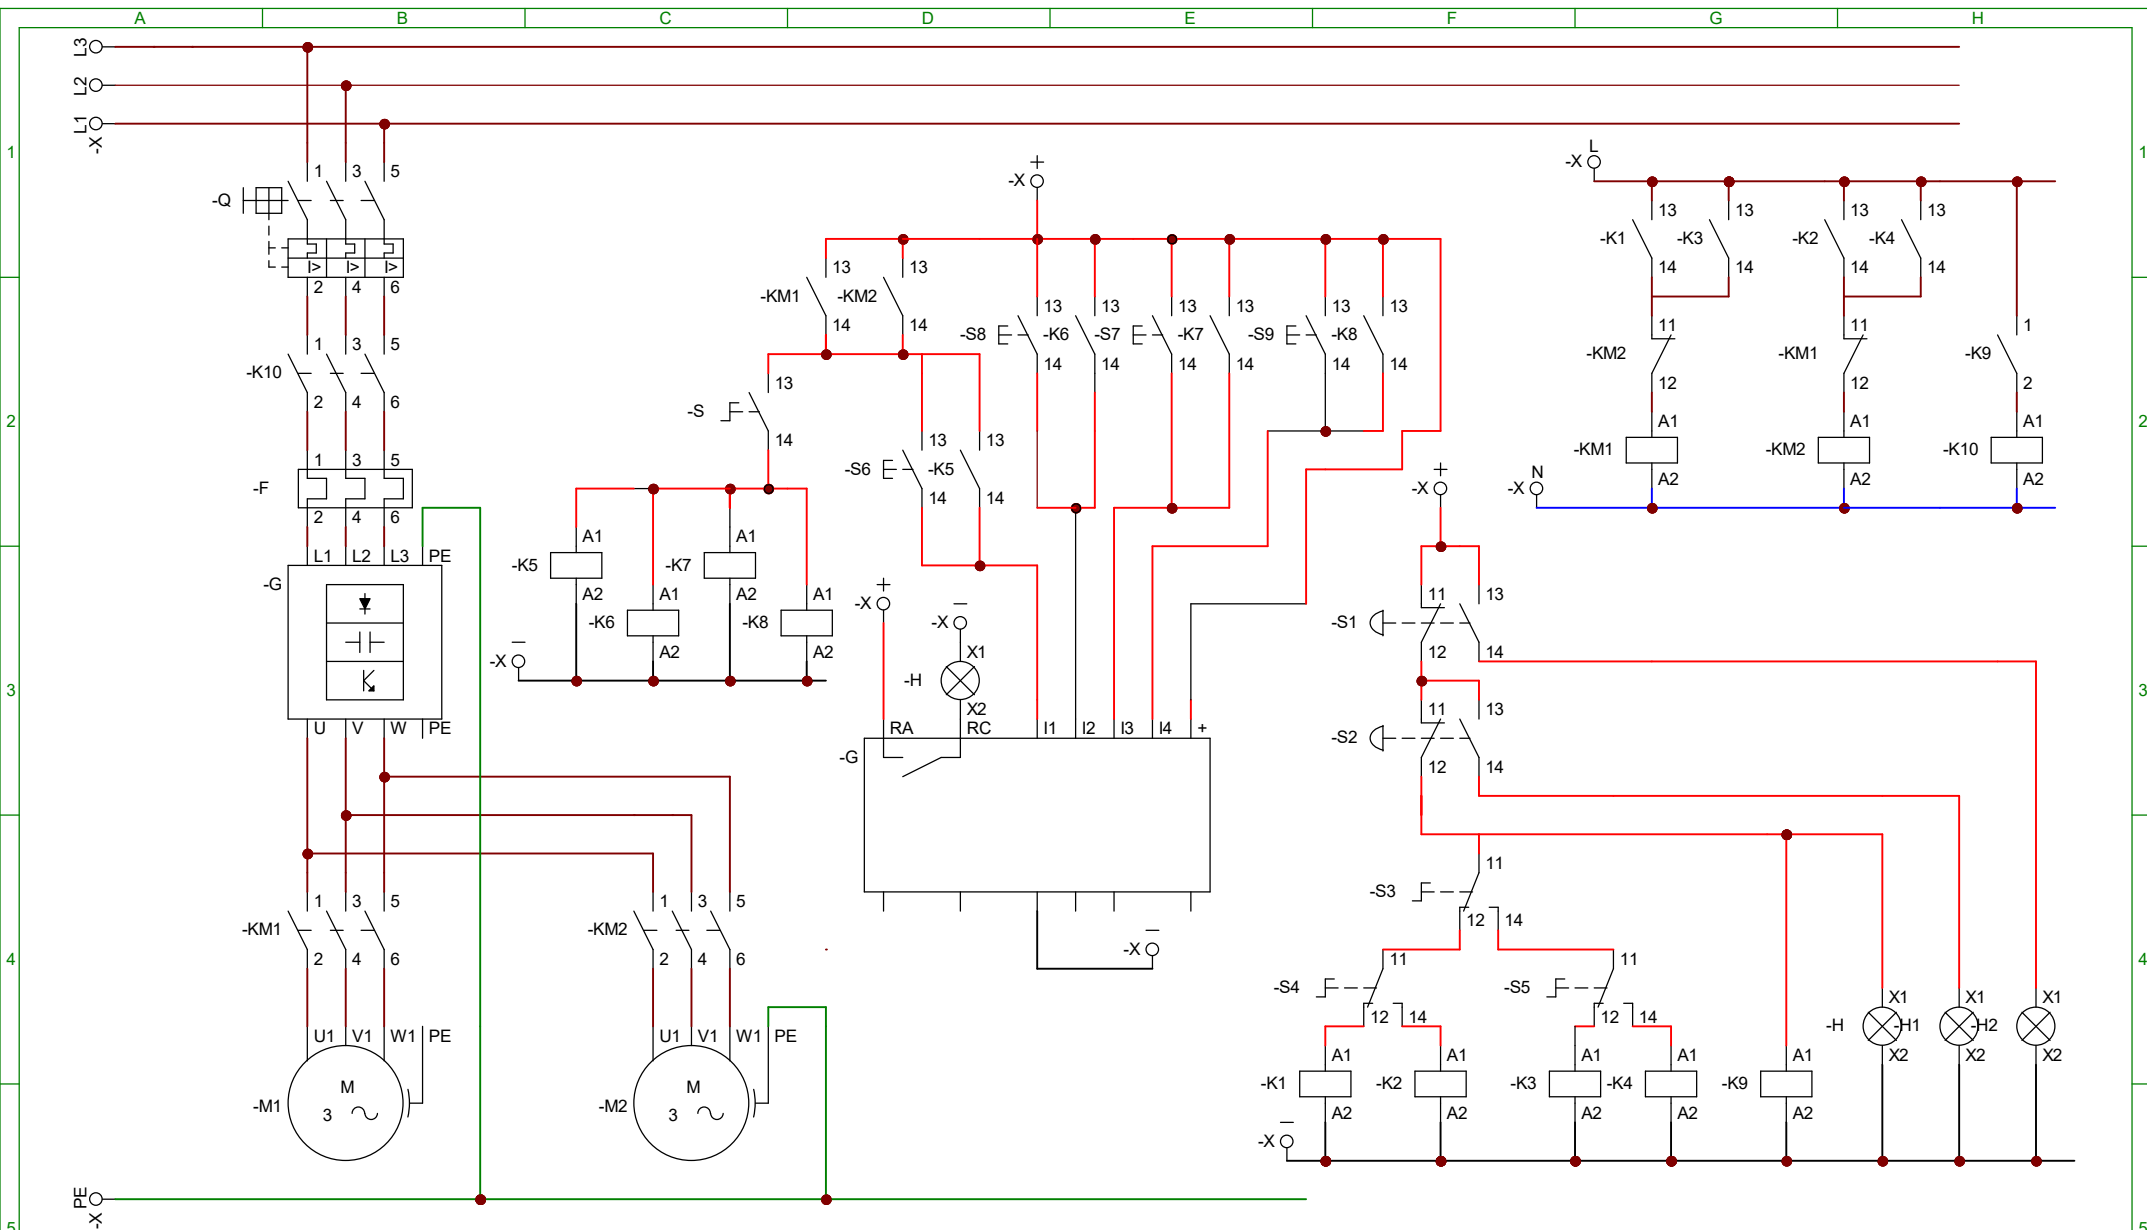 A B C D E F G H
L3
L2
L1
-X
1 1
L
-X
+
-X
1 3 5
-Q
I> I> I>
2 4 6
13 13 13 13
-K1 -K3 -K2 -K4
14 14 14 14
13 13
-KM1 -KM2
14 14
13 13 13 13 13 13
-S8 -K6 -S7 -K7 -S9 -K8
14 14 14 14 14 14
11 11 1
-KM2 -KM1 -K9
12 12 2
1 3 5
-K10
2 4 6
13
-S
14
2 2
A1 A1 A1
-KM1 -KM2 -K10
A2 A2 A2
13 13
-S6 -K5
14 14
1 3 5
-F
2 4 6
+
-X
N
-X
L1 L2 L3 PE
-G
U V W PE
A1 A1
-K5 -K7
A2 A2
A1 A1
-K6 -K8
A2 A2
−
-X
+
-X
−
-X
X1
-H
X2
RA RC I1 I2 I3 I4 +
-G
11 13
-S1
12 14
3 3
11 13
-S2
12 14
11
-S3
12 14
−
-X
1 3 5
-KM1
2 4 6
1 3 5
-KM2
2 4 6
4 4
11 11
-S4 -S5
12 14 12 14
X1 X1 X1
-H -H1 -H2
X2 X2 X2
U1 V1 W1 PE
M
3
-M1
U1 V1 W1 PE
M
3
-M2
A1 A1 A1 A1 A1
-K1 -K2 -K3 -K4 -K9
A2 A2 A2 A2 A2
−
-X
PE
-X
5 5